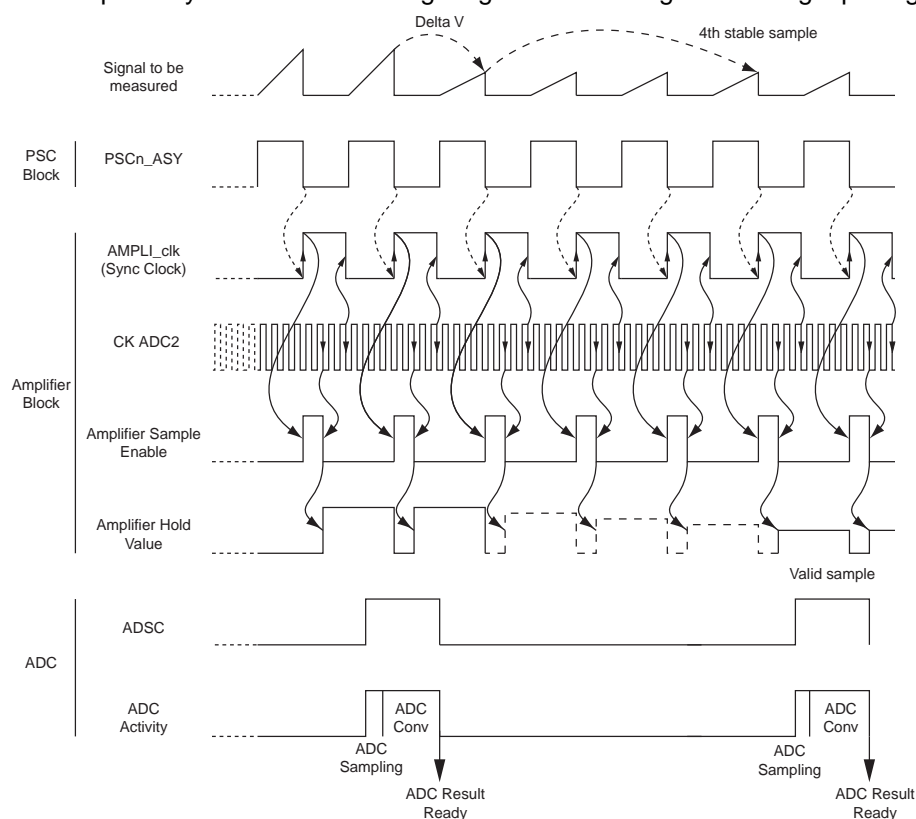 Delta V
4th stable sample
Signal to be
measured
PSC
Block
PSCn_ASY
AMPLI_clk
(Sync Clock)
CK ADC2
Amplifier
Block
Amplifier Sample
Enable
Amplifier Hold
Value
Valid sample
ADSC
ADC
ADC
Activity
ADC
Conv
ADC
Sampling
ADC Result
Ready
ADC
Conv
ADC
Sampling
ADC Result
Ready